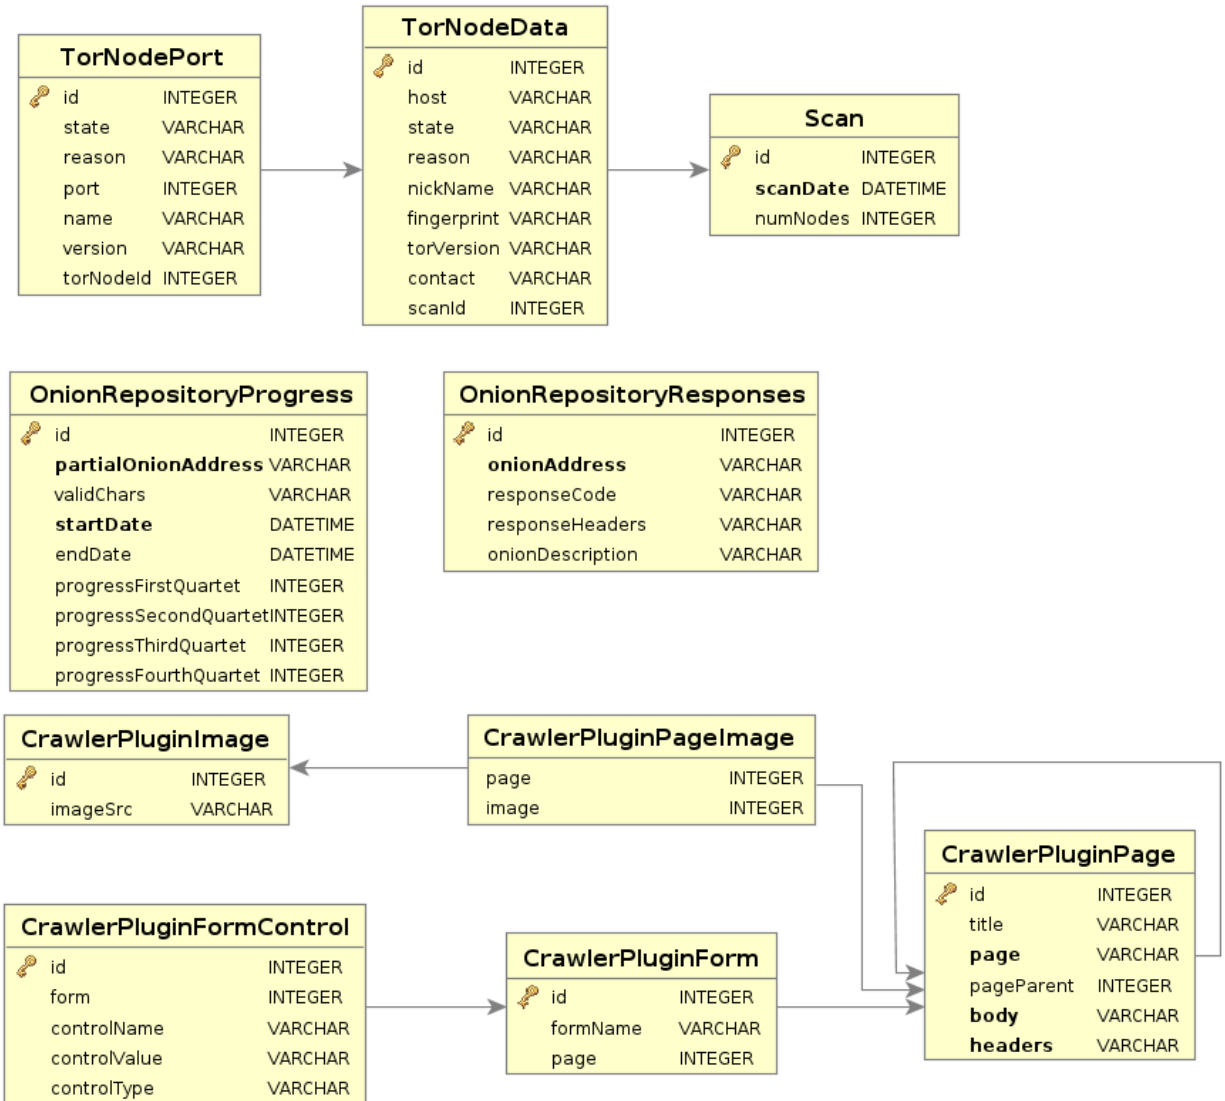 TorNodePort
id INTEGER
state VARCHAR
reason VARCHAR
port INTEGER
name VARCHAR
version VARCHAR
torNodeId INTEGER
TorNodeData
id INTEGER
host VARCHAR
state VARCHAR
reason VARCHAR
nickName VARCHAR
fingerprint VARCHAR
torVersion VARCHAR
contact VARCHAR
scanId INTEGER
Scan
id INTEGER
scanDate DATETIME
numNodes INTEGER
OnionRepositoryProgress
id INTEGER
partialOnionAddress VARCHAR
validChars VARCHAR
startDate DATETIME
endDate DATETIME
progressFirstQuartet INTEGER
progressSecondQuartet INTEGER
progressThirdQuartet INTEGER
progressFourthQuartet INTEGER
OnionRepositoryResponses
id INTEGER
onionAddress VARCHAR
responseCode VARCHAR
responseHeaders VARCHAR
onionDescription VARCHAR
CrawlerPluginImage
id INTEGER
imageSrc VARCHAR
CrawlerPluginPageImage
page INTEGER
image INTEGER
CrawlerPluginPage
id INTEGER
title VARCHAR
page VARCHAR
pageParent INTEGER
body VARCHAR
headers VARCHAR
CrawlerPluginFormControl
id INTEGER
form INTEGER
controlName VARCHAR
controlValue VARCHAR
controlType VARCHAR
CrawlerPluginForm
id INTEGER
formName VARCHAR
page INTEGER